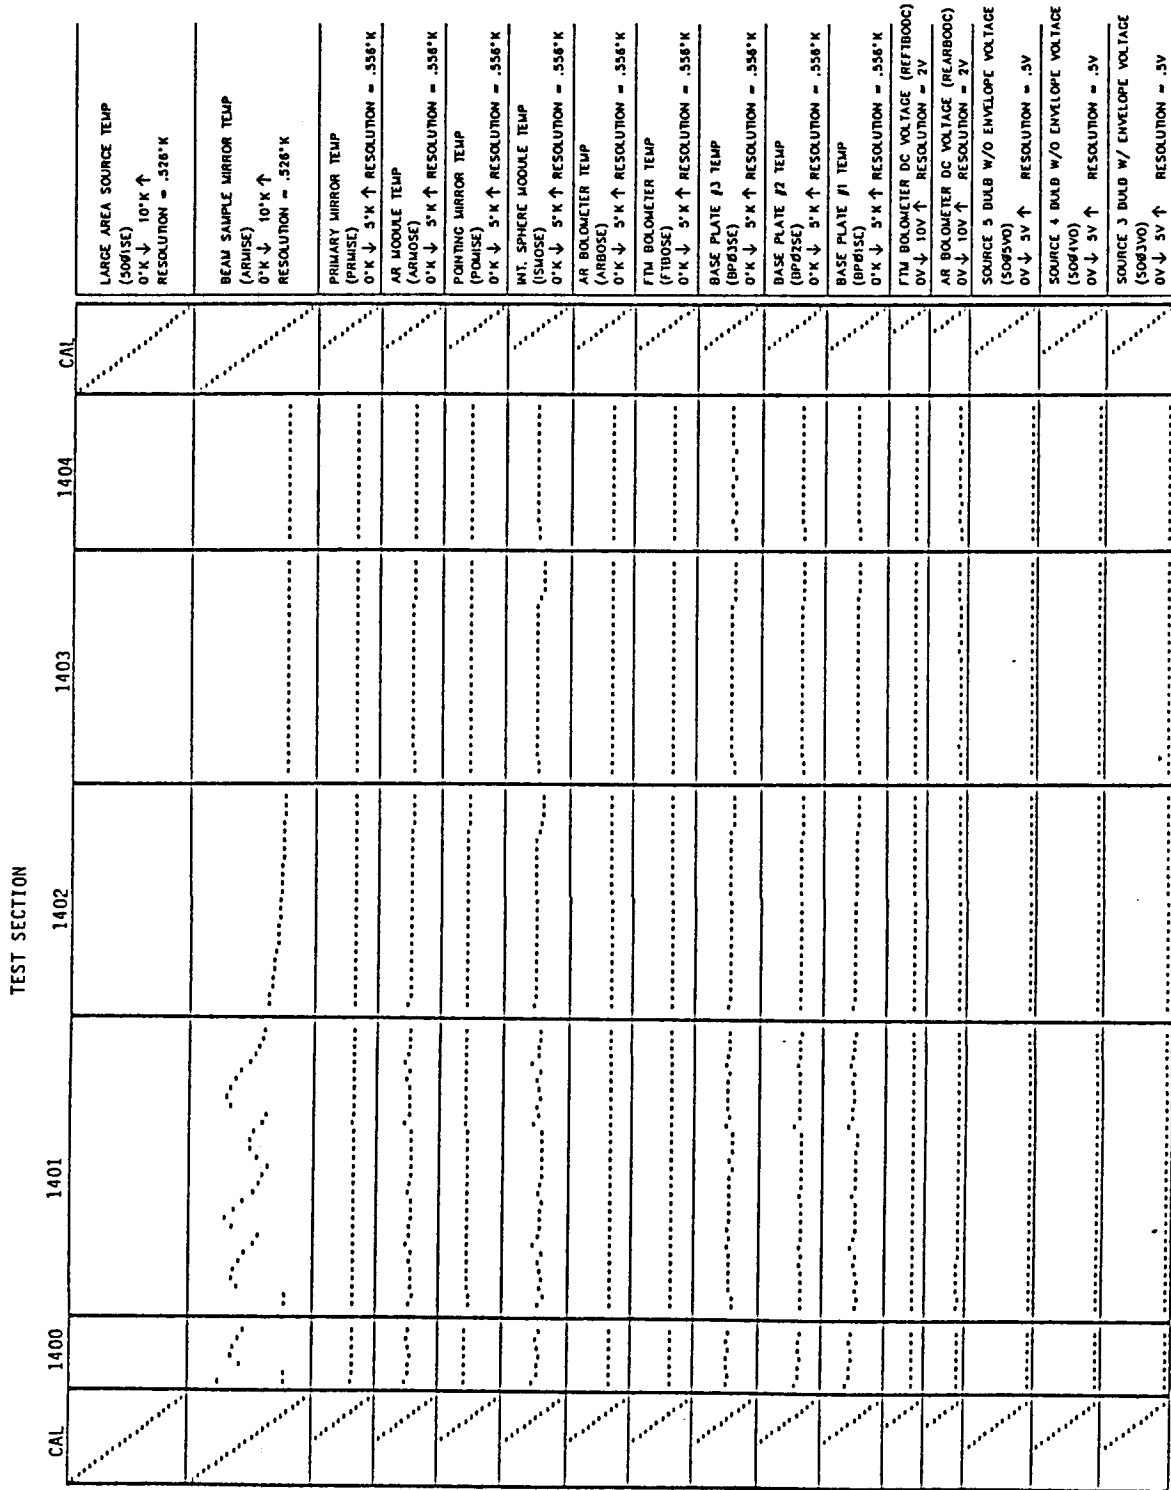 TEST SECTION
CAL
1400
1401
1402
1403
1404
CAL
LARGE AREA SOURCE TEMP
(SOØ1SE)
0°K ↓ 10°K ↑
RESOLUTION = .526°K
BEAM SAMPLE MIRROR TEMP
(ARMISE)
0°K ↓ 10°K ↑
RESOLUTION = .526°K
PRIMARY MIRROR TEMP
(PRMISE)
0°K ↓ 5°K ↑ RESOLUTION = .556°K
AR MODULE TEMP
(ARMOSE)
0°K ↓ 5°K ↑ RESOLUTION = .556°K
POINTING MIRROR TEMP
(POMISE)
0°K ↓ 5°K ↑ RESOLUTION = .556°K
INT. SPHERE MODULE TEMP
(ISMOSE)
0°K ↓ 5°K ↑ RESOLUTION = .556°K
AR BOLOMETER TEMP
(ARBOSE)
0°K ↓ 5°K ↑ RESOLUTION = .556°K
FTM BOLOMETER TEMP
(FTBOSE)
0°K ↓ 5°K ↑ RESOLUTION = .556°K
BASE PLATE #3 TEMP
(BPØ3SE)
0°K ↓ 5°K ↑ RESOLUTION = .556°K
BASE PLATE #2 TEMP
(BPØ2SE)
0°K ↓ 5°K ↑ RESOLUTION = .556°K
BASE PLATE #1 TEMP
(BPØ1SE)
0°K ↓ 5°K ↑ RESOLUTION = .556°K
FTM BOLOMETER DC VOLTAGE (REFTBODC)
0V ↓ 10V ↑ RESOLUTION = 2V
AR BOLOMETER DC VOLTAGE (REARBODC)
0V ↓ 10V ↑ RESOLUTION = 2V
SOURCE 5 BULB W/O ENVELOPE VOLTAGE
(SOØ5VO)
0V ↓ 5V ↑ RESOLUTION = .5V
SOURCE 4 BULB W/O ENVELOPE VOLTAGE
(SOØ4VO)
0V ↓ 5V ↑ RESOLUTION = .5V
SOURCE 3 BULB W/ ENVELOPE VOLTAGE
(SOØ3VO)
0V ↓ 5V ↑ RESOLUTION = .5V